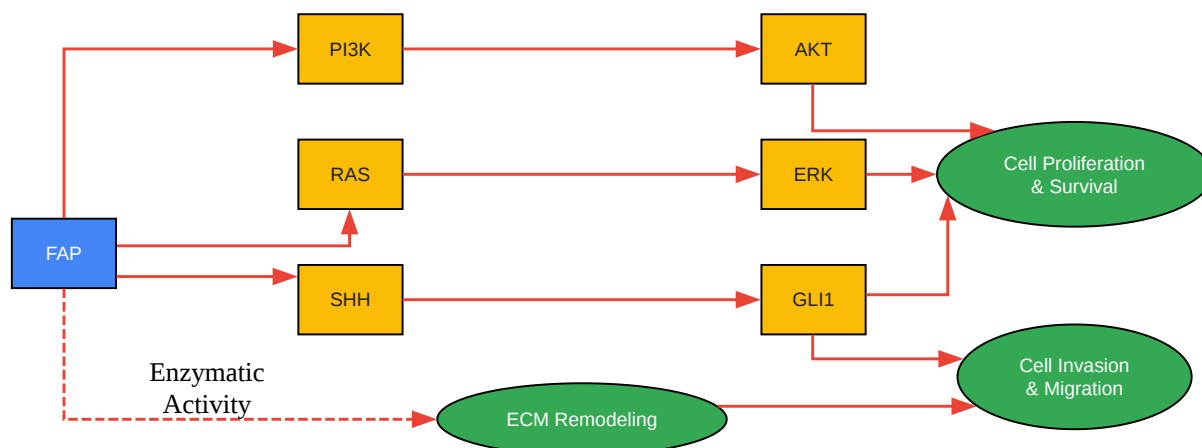 PI3K
AKT
RAS
ERK
Cell Proliferation
& Survival
FAP
SHH
GLI1
Cell Invasion
& Migration
Enzymatic
Activity
ECM Remodeling